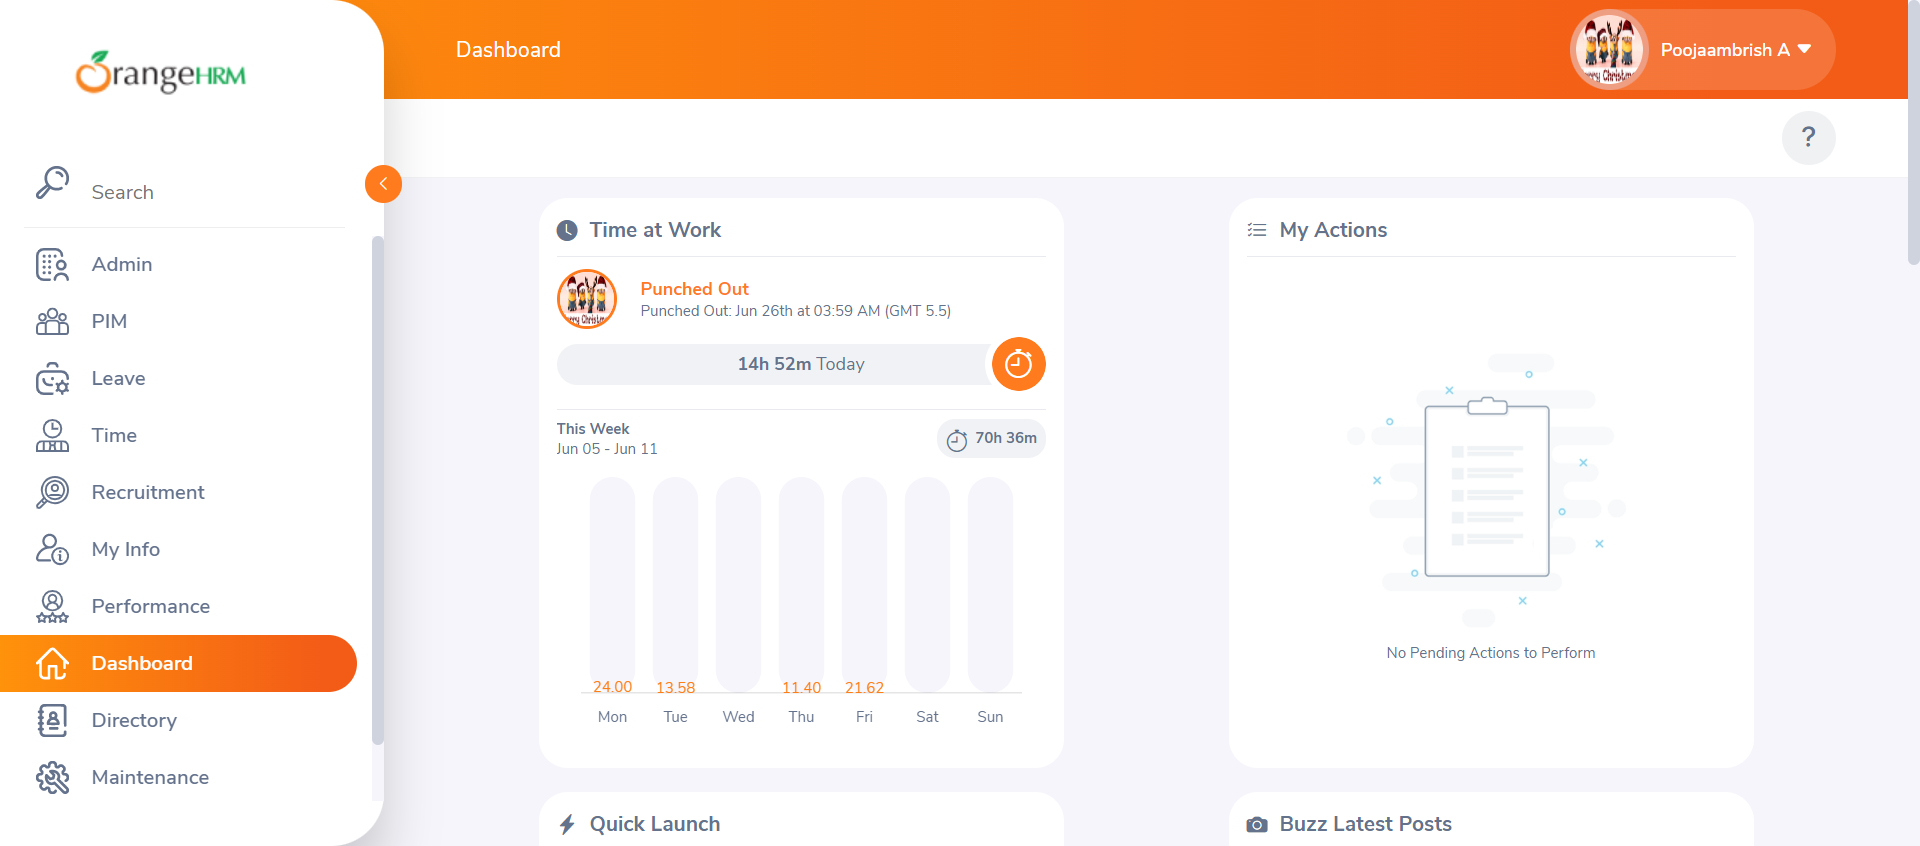 OrangeHRM
Search
Admin
PIM
Leave
Time
Recruitment
My Info
Performance
Dashboard
Directory
Maintenance
Dashboard
Poojaambrish A
?
Time at Work
Punched Out
Punched Out: Jun 26th at 03:59 AM (GMT 5.5)
14h 52m Today
This Week
Jun 05 - Jun 11
70h 36m
24.00 13.58 11.40 21.62
Mon Tue Wed Thu Fri Sat Sun
My Actions
No Pending Actions to Perform
Quick Launch
Buzz Latest Posts